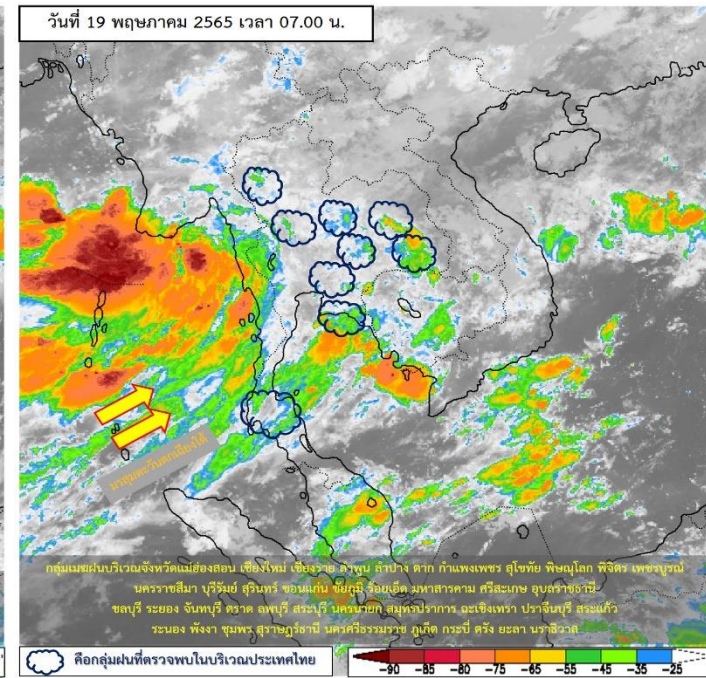 วันที่ 19 พฤษภาคม 2565 เวลา 07.00 น.
มรสุมตะวันตกเฉียงใต้
กลุ่มเมฆฝนบริเวณจังหวัดแม่ฮ่องสอน เชียงใหม่ เชียงราย ลำพูน ลำปาง ตาก กำแพงเพชร สุโขทัย พิษณุโลก พิจิตร เพชรบูรณ์
นครราชสีมา บุรีรัมย์ สุรินทร์ ขอนแก่น ชัยภูมิ ร้อยเอ็ด มหาสารคาม ศรีสะเกษ อุบลราชธานี
ชลบุรี ระยอง จันทบุรี ตราด ลพบุรี สระบุรี นครนายก สมุทรปราการ ฉะเชิงเทรา ปราจีนบุรี สระแก้ว
ระนอง พังงา ชุมพร สุราษฎร์ธานี นครศรีธรรมราช ภูเก็ต กระบี่ ตรัง ยะลา นราธิวาส
คือกลุ่มฝนที่ตรวจพบในบริเวณประเทศไทย
-90 -85 -80 -75 -65 -55 -45 -35 -25